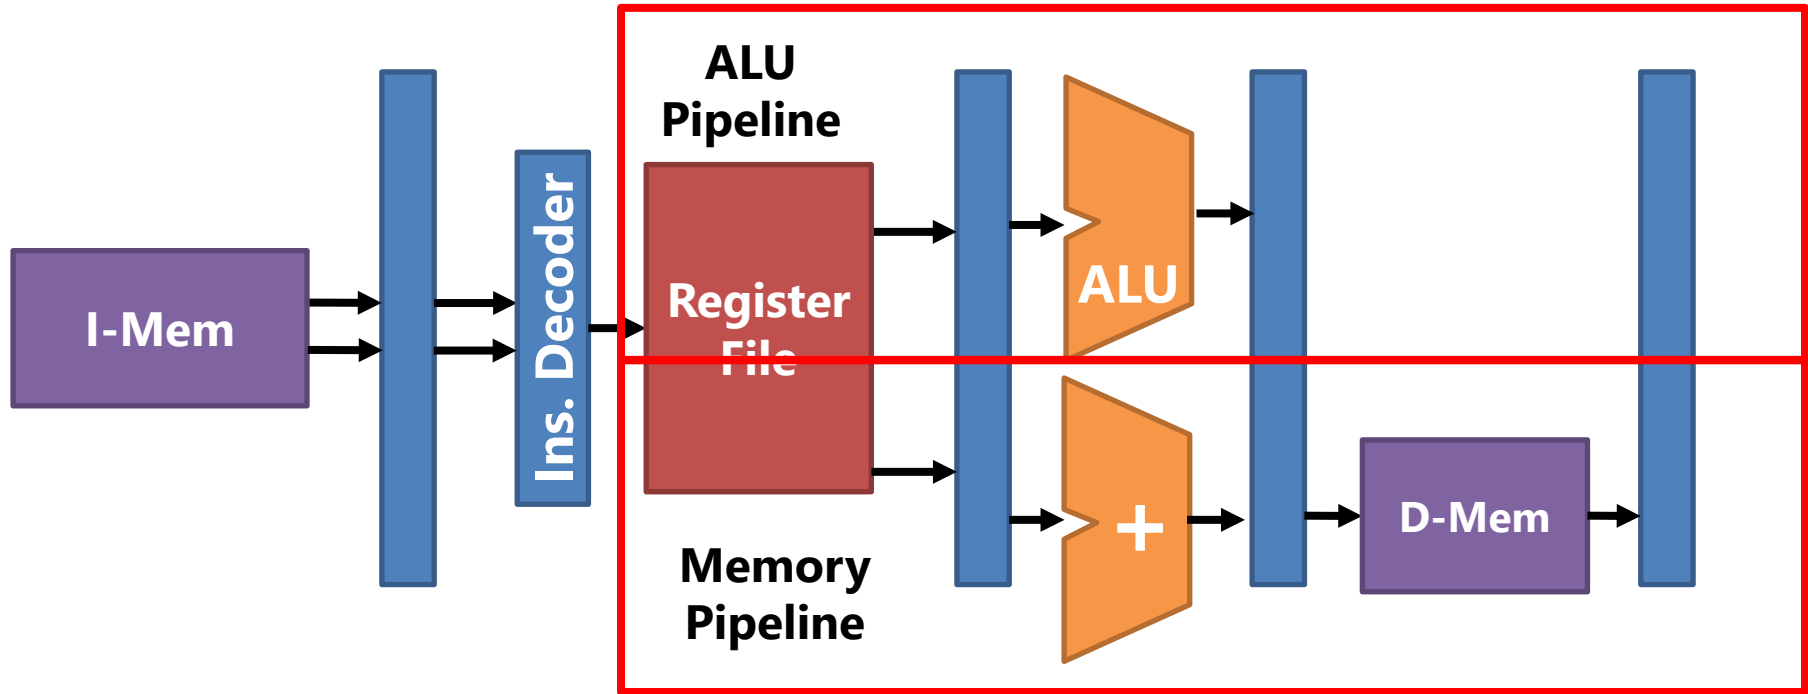 ALU
Pipeline
I-Mem
Ins. Decoder
Register
File
ALU
+
D-Mem
Memory
Pipeline